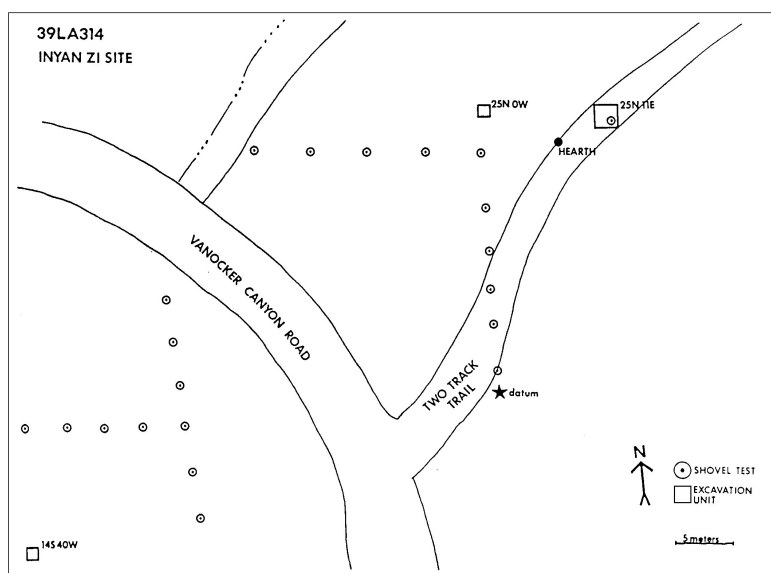 39LA314
INYAN ZI SITE
25N 0W
25N 11E
HEARTH
VANOCKER CANYON ROAD
TWO TRACK
TRAIL
datum
N
SHOVEL TEST
EXCAVATION
UNIT
5 meters
14S 40W